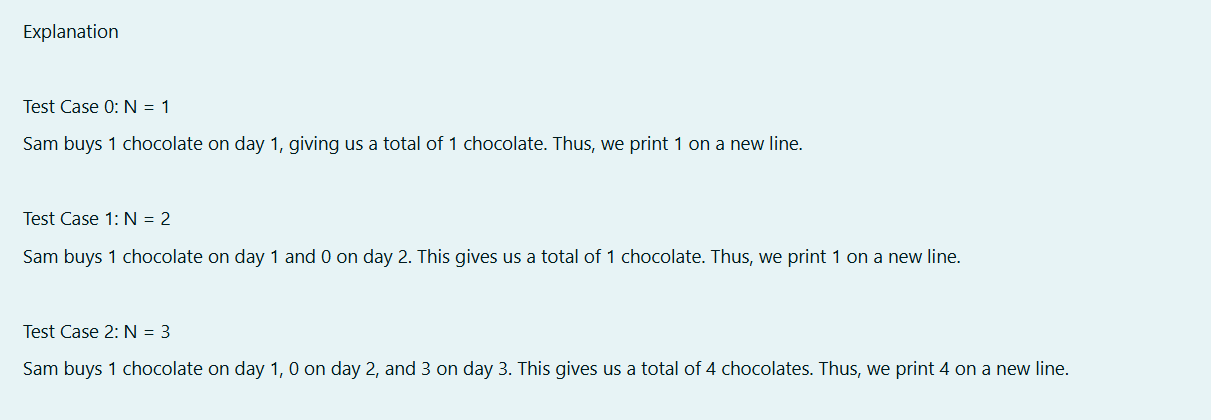 Explanation
Test Case 0: N = 1
Sam buys 1 chocolate on day 1, giving us a total of 1 chocolate. Thus, we print 1 on a new line.
Test Case 1: N = 2
Sam buys 1 chocolate on day 1 and 0 on day 2. This gives us a total of 1 chocolate. Thus, we print 1 on a new line.
Test Case 2: N = 3
Sam buys 1 chocolate on day 1, 0 on day 2, and 3 on day 3. This gives us a total of 4 chocolates. Thus, we print 4 on a new line.